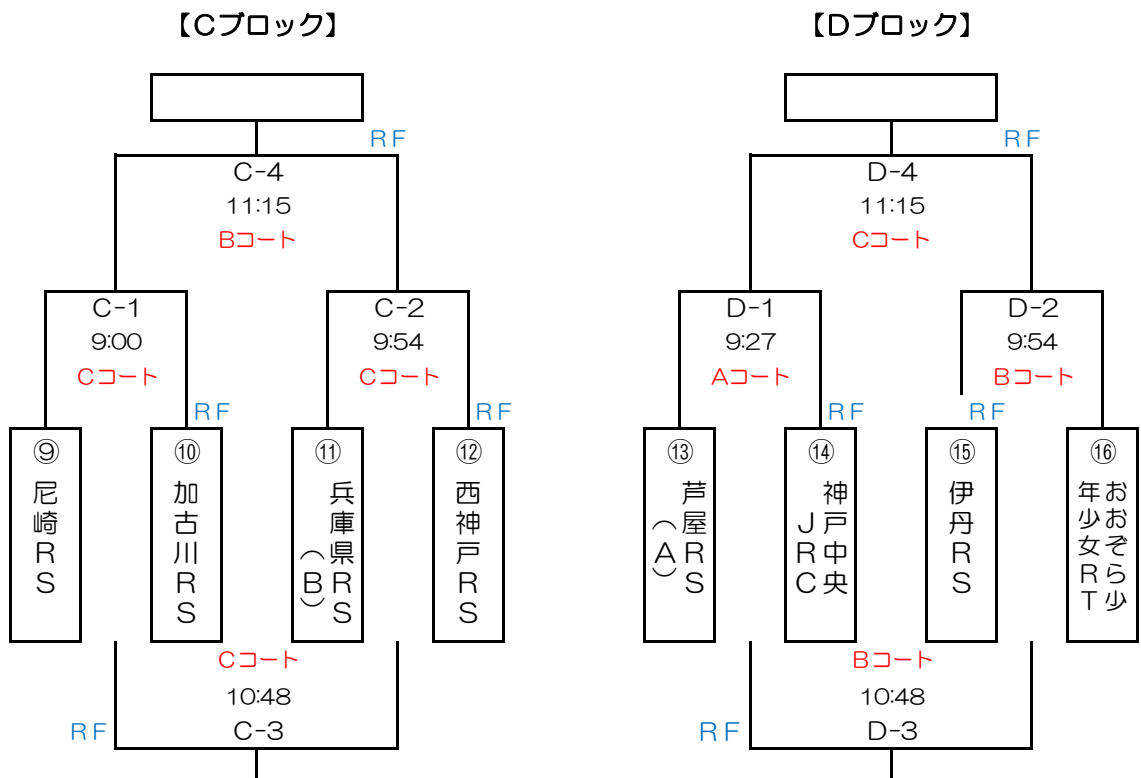 【Cブロック】
RF
C-4
11:15
Bコート
C-1
9:00
Cコート
RF
C-2
9:54
Cコート
RF
⑨
尼崎RS
⑩
加古川RS
⑪
兵庫県RS
(B)
⑫
西神戸RS
Cコート
10:48
RF
C-3
【Dブロック】
RF
D-4
11:15
Cコート
D-1
9:27
Aコート
RF
D-2
9:54
Bコート
RF
⑬
芦屋RS
(A)
⑭
神戸中央
JRC
⑮
伊丹RS
⑯
おおぞら少
年少女RT
Bコート
10:48
RF
D-3